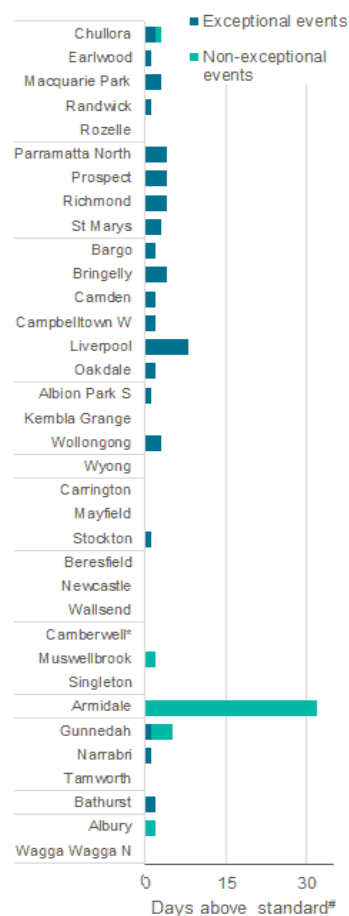 Exceptional events
Non-exceptional
events
Chullora
Earlwood
Macquarie Park
Randwick
Rozelle
Parramatta North
Prospect
Richmond
St Marys
Bargo
Bringelly
Camden
Campbelltown W
Liverpool
Oakdale
Albion Park S
Kembla Grange
Wollongong
Wyong
Carrington
Mayfield
Stockton
Beresfield
Newcastle
Wallsend
Camberwell*
Muswellbrook
Singleton
Armidale
Gunnedah
Narrabri
Tamworth
Bathurst
Albury
Wagga Wagga N
0 15 30
Days above standard#